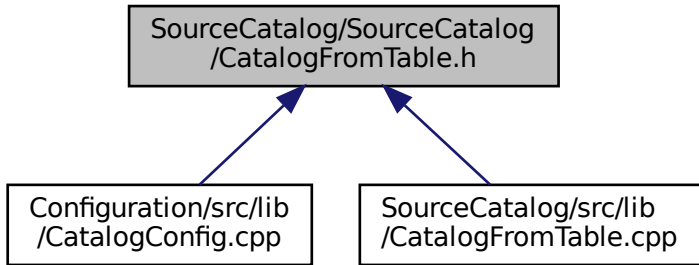 SourceCatalog/SourceCatalog
/CatalogFromTable.h
Configuration/src/lib
/CatalogConfig.cpp
SourceCatalog/src/lib
/CatalogFromTable.cpp